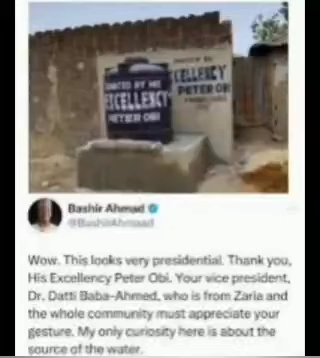 DONATED BY HIS
EXCELLENCY
PETER OBI
CELLENCY
PETER OBI
Bashir Ahmad
@BashirAhmaad
Wow. This looks very presidential. Thank you,
His Excellency Peter Obi. Your vice president,
Dr. Datti Baba-Ahmed, who is from Zaria and
the whole community must appreciate your
gesture. My only curiosity here is about the
source of the water.